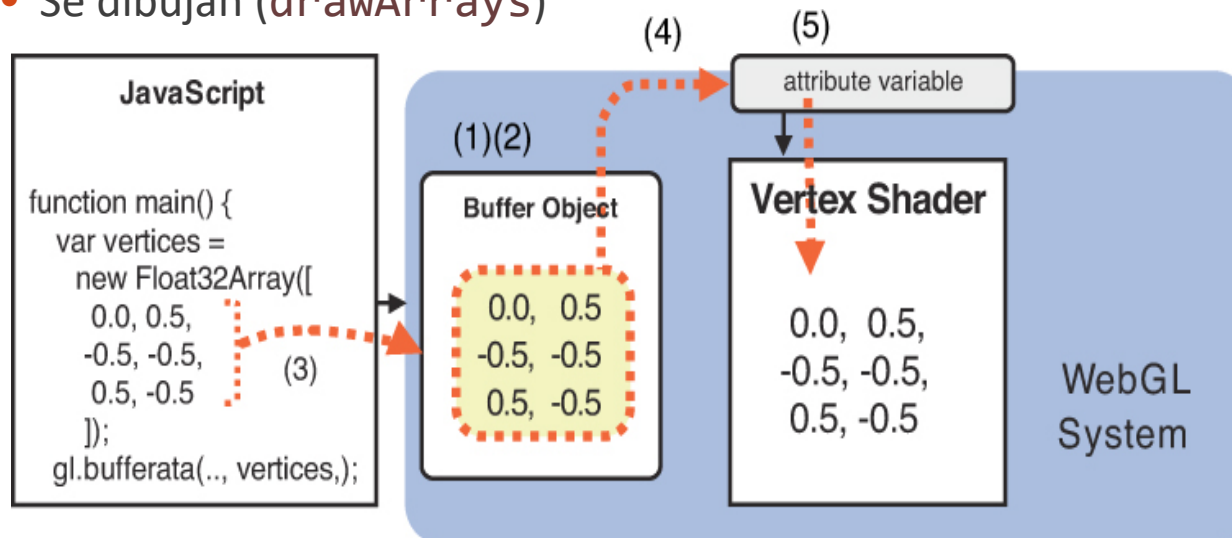 • Se dibujan (drawArrays)
(4)
(5)
JavaScript
attribute variable
(1)(2)
function main() {
var vertices =
new Float32Array([
0.0, 0.5,
-0.5, -0.5,
0.5, -0.5
]);
gl.bufferata(.., vertices,);
(3)
Buffer Object
0.0, 0.5
-0.5, -0.5
0.5, -0.5
Vertex Shader
0.0, 0.5,
-0.5, -0.5,
0.5, -0.5
WebGL
System